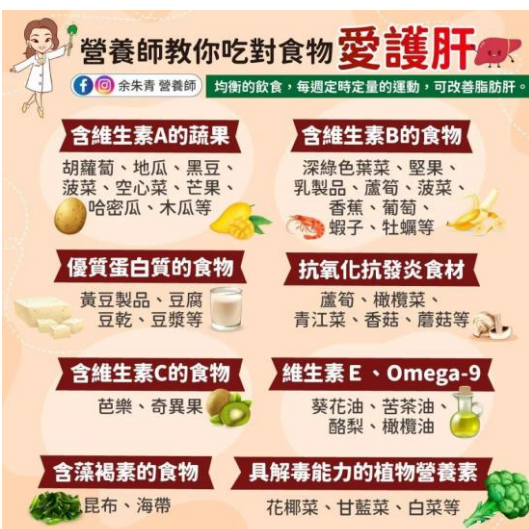 營養師教你吃對食物 愛護肝
余朱青 營養師
均衡的飲食，每週定時定量的運動，可改善脂肪肝。
含維生素A的蔬果
胡蘿蔔、地瓜、黑豆、
菠菜、空心菜、芒果、
哈密瓜、木瓜等
含維生素B的食物
深綠色葉菜、堅果、
乳製品、蘆筍、菠菜、
香蕉、葡萄、
蝦子、牡蠣等
優質蛋白質的食物
黃豆製品、豆腐
豆乾、豆漿等
抗氧化抗發炎食材
蘆筍、橄欖菜、
青江菜、香菇、蘑菇等
含維生素C的食物
芭樂、奇異果
維生素E、Omega-9
葵花油、苦茶油、
酪梨、橄欖油
含藻褐素的食物
昆布、海帶
具解毒能力的植物營養素
花椰菜、甘藍菜、白菜等